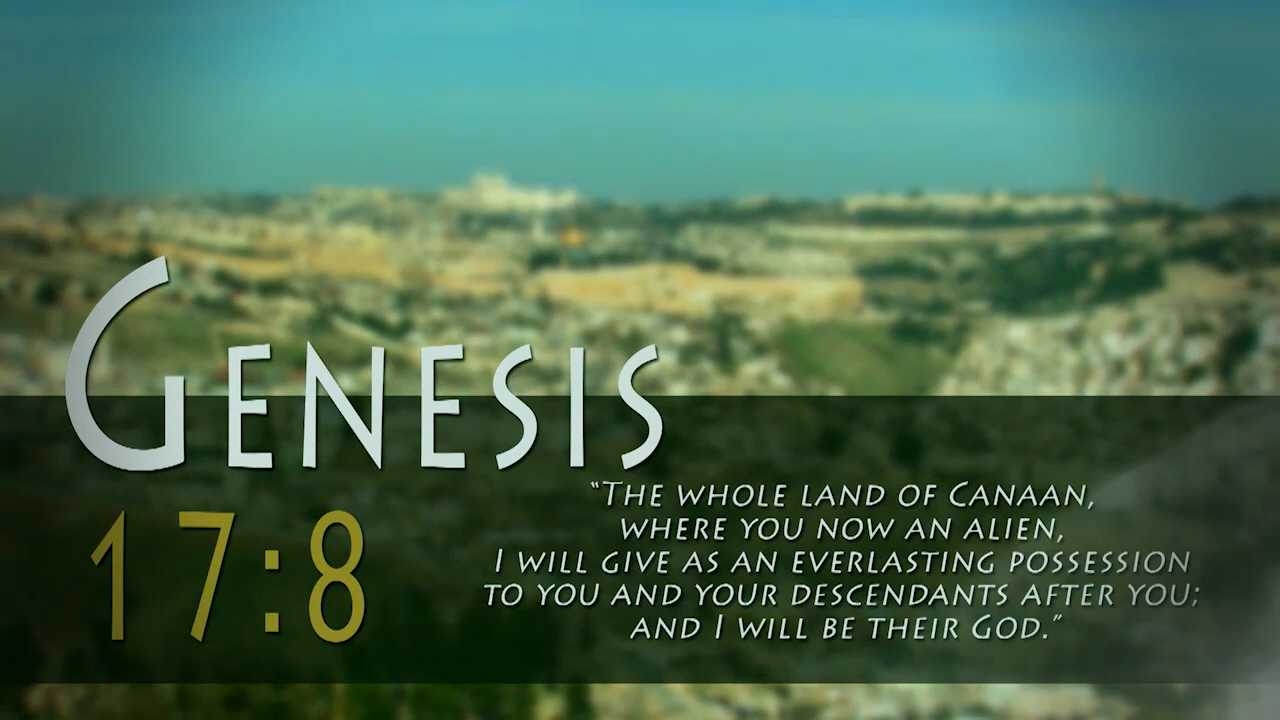 GENESIS
17:8
“THE WHOLE LAND OF CANAAN,
WHERE YOU NOW AN ALIEN,
I WILL GIVE AS AN EVERLASTING POSSESSION
TO YOU AND YOUR DESCENDANTS AFTER YOU;
AND I WILL BE THEIR GOD.”